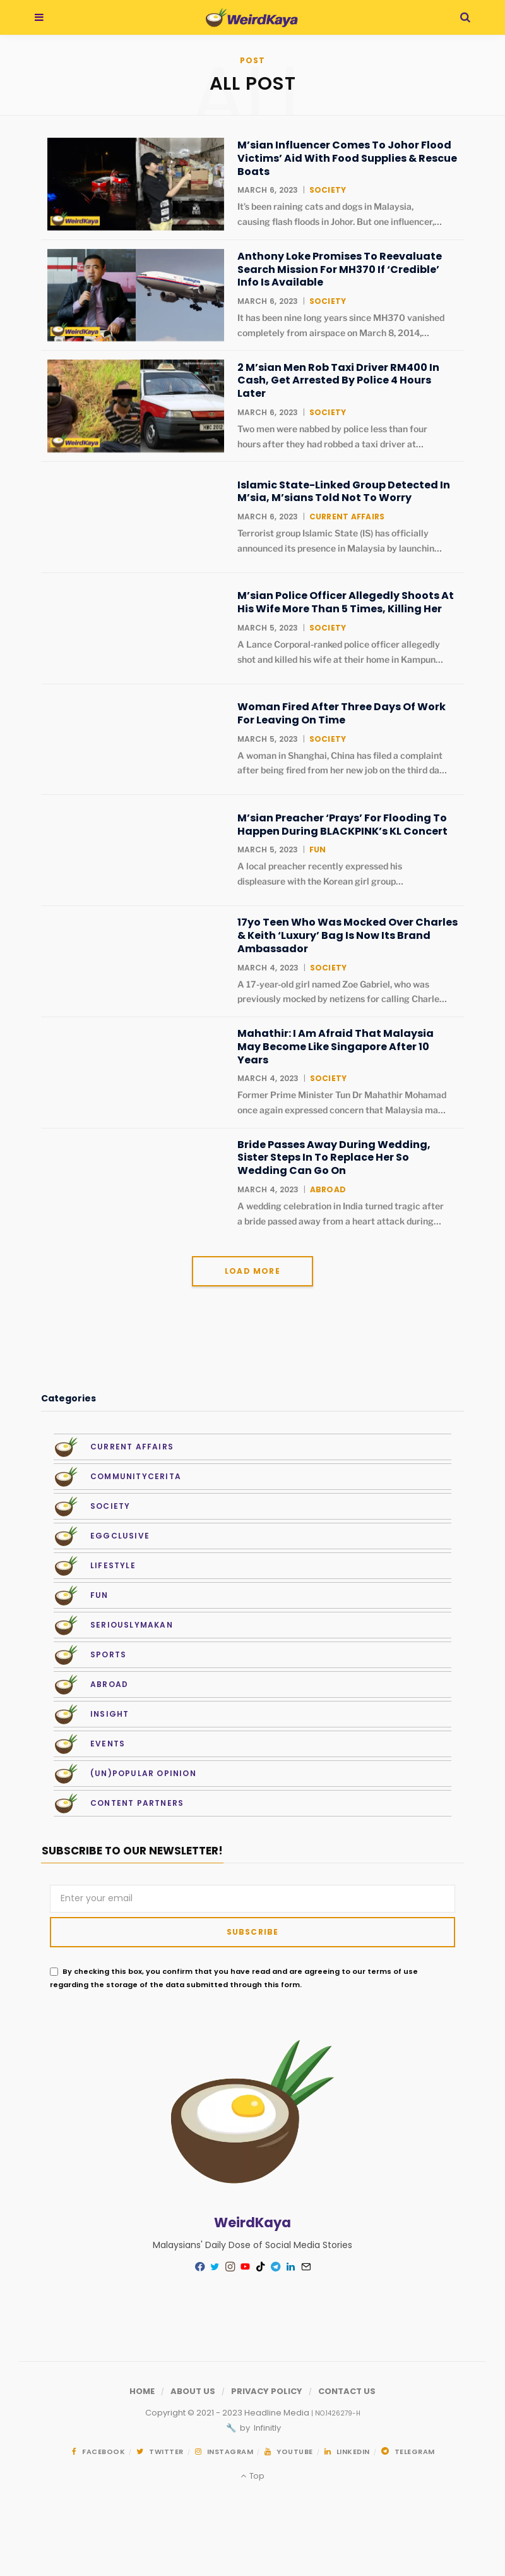 WeirdKaya
POST
ALL POST
M’sian Influencer Comes To Johor Flood
Victims’ Aid With Food Supplies & Rescue
Boats
MARCH 6, 2023 | SOCIETY
It’s been raining cats and dogs in Malaysia,
causing flash floods in Johor. But one influencer,...
WeirdKaya
Anthony Loke Promises To Reevaluate
Search Mission For MH370 If ‘Credible’
Info Is Available
MARCH 6, 2023 | SOCIETY
It has been nine long years since MH370 vanished
completely from airspace on March 8, 2014,...
WeirdKaya
2 M’sian Men Rob Taxi Driver RM400 In
Cash, Get Arrested By Police 4 Hours
Later
MARCH 6, 2023 | SOCIETY
Two men were nabbed by police less than four
hours after they had robbed a taxi driver at...
WeirdKaya
HWC 2012
Islamic State-Linked Group Detected In
M’sia, M’sians Told Not To Worry
MARCH 6, 2023 | CURRENT AFFAIRS
Terrorist group Islamic State (IS) has officially
announced its presence in Malaysia by launchin...
M’sian Police Officer Allegedly Shoots At
His Wife More Than 5 Times, Killing Her
MARCH 5, 2023 | SOCIETY
A Lance Corporal-ranked police officer allegedly
shot and killed his wife at their home in Kampun...
Woman Fired After Three Days Of Work
For Leaving On Time
MARCH 5, 2023 | SOCIETY
A woman in Shanghai, China has filed a complaint
after being fired from her new job on the third da...
M’sian Preacher ‘Prays’ For Flooding To
Happen During BLACKPINK’s KL Concert
MARCH 5, 2023 | FUN
A local preacher recently expressed his
displeasure with the Korean girl group...
17yo Teen Who Was Mocked Over Charles
& Keith ‘Luxury’ Bag Is Now Its Brand
Ambassador
MARCH 4, 2023 | SOCIETY
A 17-year-old girl named Zoe Gabriel, who was
previously mocked by netizens for calling Charle...
Mahathir: I Am Afraid That Malaysia
May Become Like Singapore After 10
Years
MARCH 4, 2023 | SOCIETY
Former Prime Minister Tun Dr Mahathir Mohamad
once again expressed concern that Malaysia ma...
Bride Passes Away During Wedding,
Sister Steps In To Replace Her So
Wedding Can Go On
MARCH 4, 2023 | ABROAD
A wedding celebration in India turned tragic after
a bride passed away from a heart attack during...
LOAD MORE
Categories
CURRENT AFFAIRS
COMMUNITYCERITA
SOCIETY
EGGCLUSIVE
LIFESTYLE
FUN
SERIOUSLYMAKAN
SPORTS
ABROAD
INSIGHT
EVENTS
(UN)POPULAR OPINION
CONTENT PARTNERS
SUBSCRIBE TO OUR NEWSLETTER!
Enter your email
SUBSCRIBE
By checking this box, you confirm that you have read and are agreeing to our terms of use
regarding the storage of the data submitted through this form.
WeirdKaya
Malaysians' Daily Dose of Social Media Stories
HOME / ABOUT US / PRIVACY POLICY / CONTACT US
Copyright © 2021 - 2023 Headline Media | NO.1426279-H
by Infinitly
FACEBOOK / TWITTER / INSTAGRAM / YOUTUBE / LINKEDIN / TELEGRAM
Top